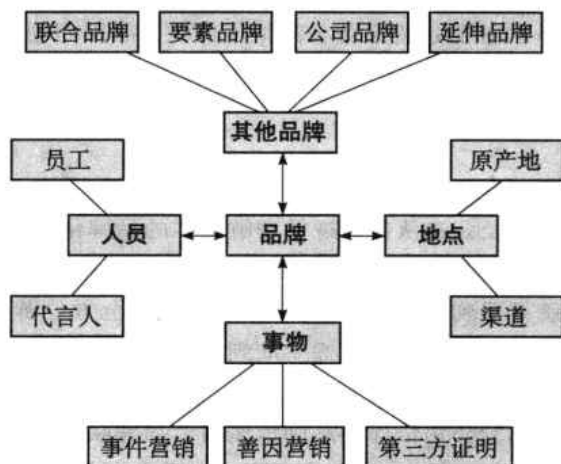 联合品牌 要素品牌 公司品牌 延伸品牌
其他品牌
员工 原产地
人员 品牌 地点
代言人 渠道
事物
事件营销 善因营销 第三方证明